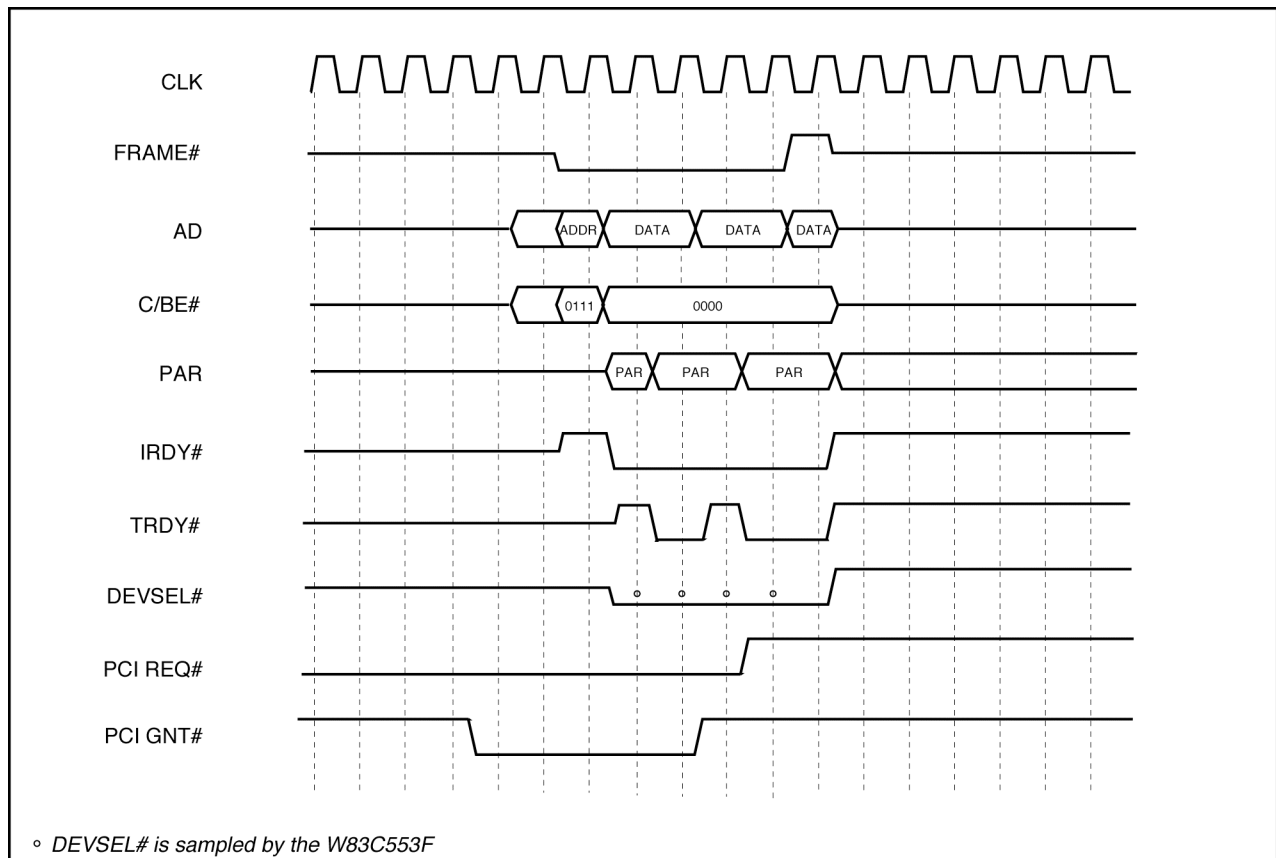 CLK
FRAME#
AD
ADDR DATA DATA DATA
C/BE#
0111 0000
PAR
PAR PAR PAR
IRDY#
TRDY#
DEVSEL#
PCI REQ#
PCI GNT#
DEVSEL# is sampled by the W83C553F